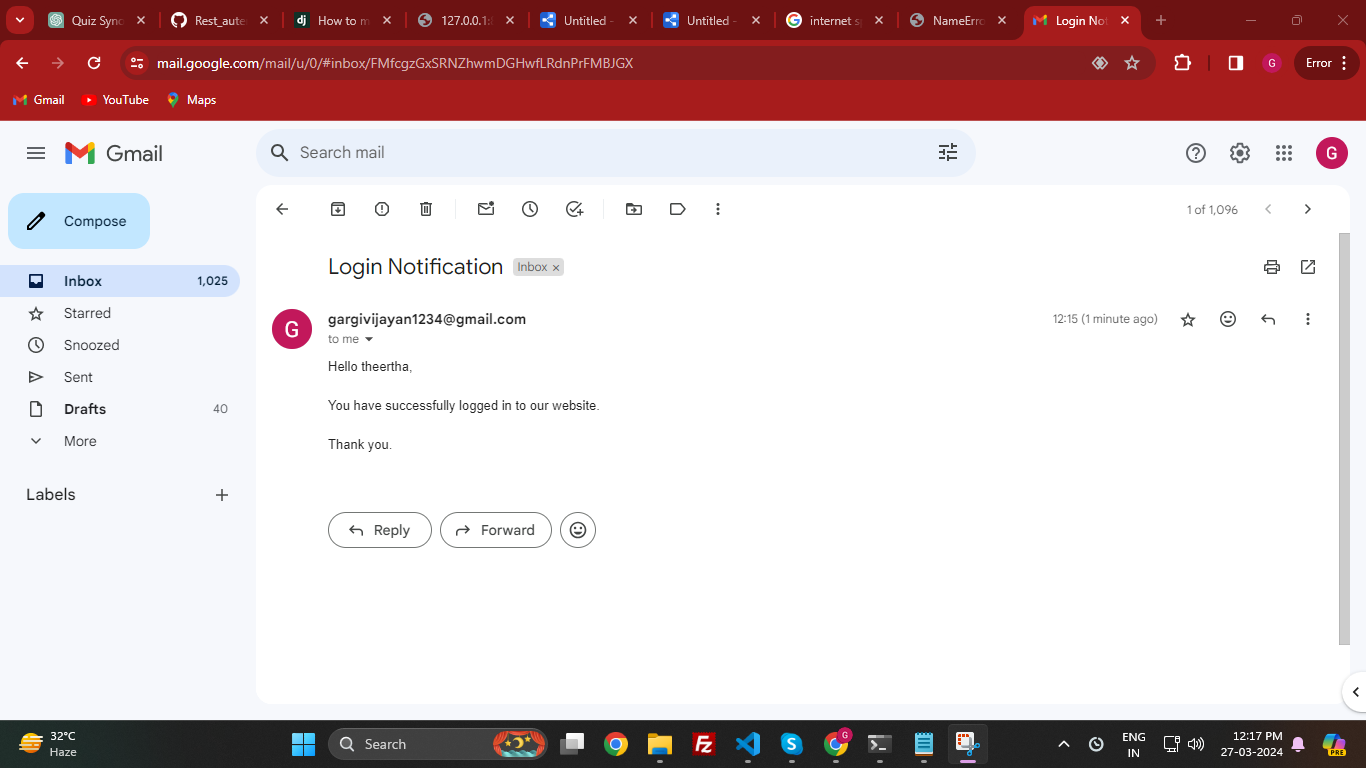 Quiz Sync
Rest_aute
How to m
127.0.0.1:
Untitled -
Untitled -
internet sp
NameErro
Login Not
mail.google.com/mail/u/0/#inbox/FMfcgzGxSRNZhwmDGHwfLRdnPrFMBJGX
G
Error
Gmail
YouTube
Maps
Gmail
Search mail
G
Compose
1 of 1,096
Inbox 1,025
Starred
Snoozed
Sent
Drafts 40
More
Labels
Login Notification Inbox ×
G
gargivijayan1234@gmail.com 12:15 (1 minute ago)
to me
Hello theertha,
You have successfully logged in to our website.
Thank you.
Reply
Forward
32°C
Haze
Search
ENG
IN
12:17 PM
27-03-2024
PRE